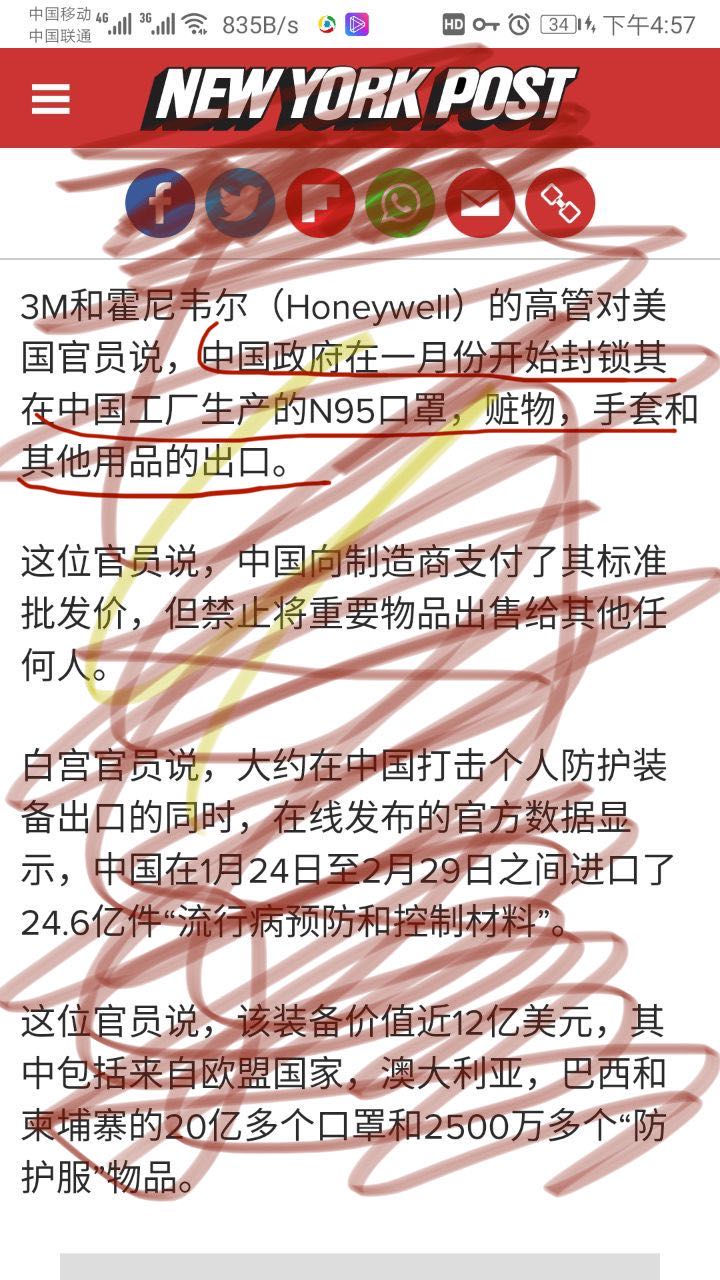 中国移动 4G 3G 835B/s HD 34 下午4:57
中国联通
NEW YORK POST
3M和霍尼韦尔（Honeywell）的高管对美
国官员说，中国政府在一月份开始封锁其
在中国工厂生产的N95口罩，赃物，手套和
其他用品的出口。
这位官员说，中国向制造商支付了其标准
批发价，但禁止将重要物品出售给其他任
何人。
白宫官员说，大约在中国打击个人防护装
备出口的同时，在线发布的官方数据显
示，中国在1月24日至2月29日之间进口了
24.6亿件“流行病预防和控制材料”。
这位官员说，该装备价值近12亿美元，其
中包括来自欧盟国家，澳大利亚，巴西和
柬埔寨的20亿多个口罩和2500万多个“防
护服”物品。